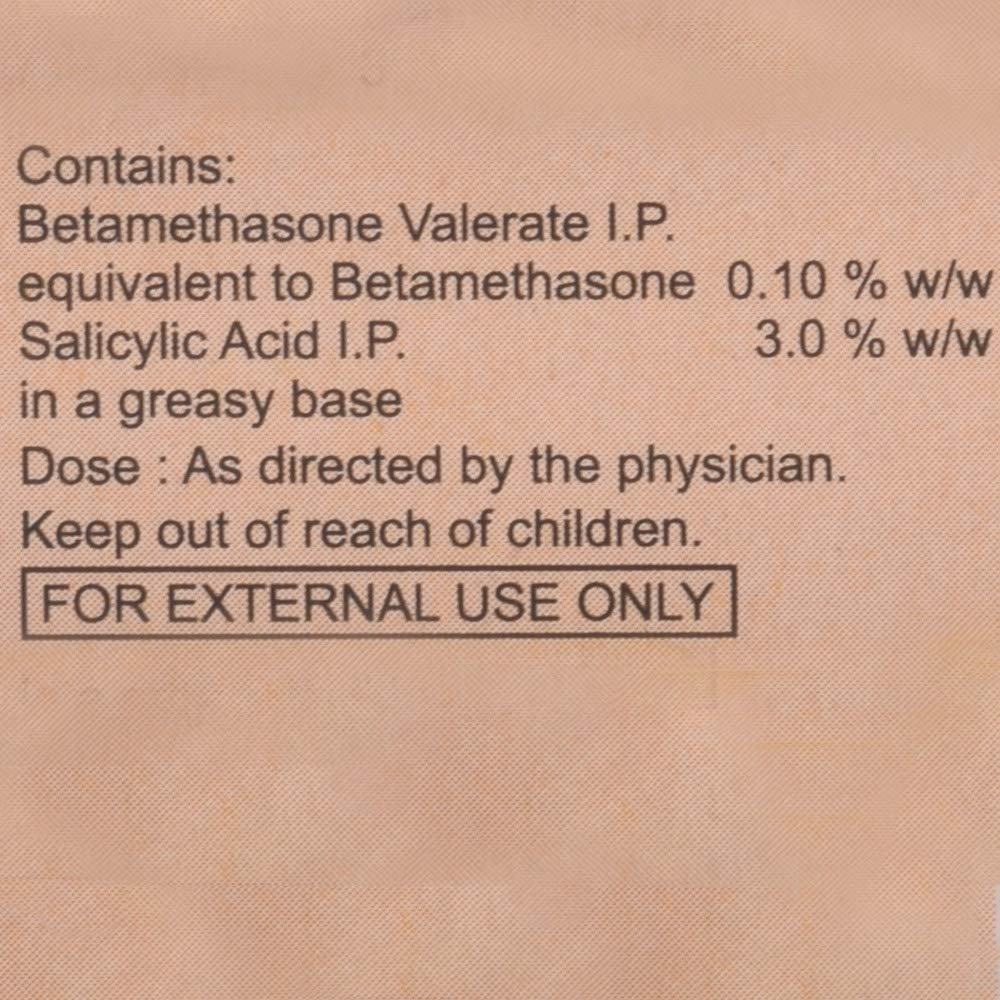 Contains:
Betamethasone Valerate I.P.
equivalent to Betamethasone 0.10 % w/w
Salicylic Acid I.P. 3.0 % w/w
in a greasy base
Dose : As directed by the physician.
Keep out of reach of children.
FOR EXTERNAL USE ONLY